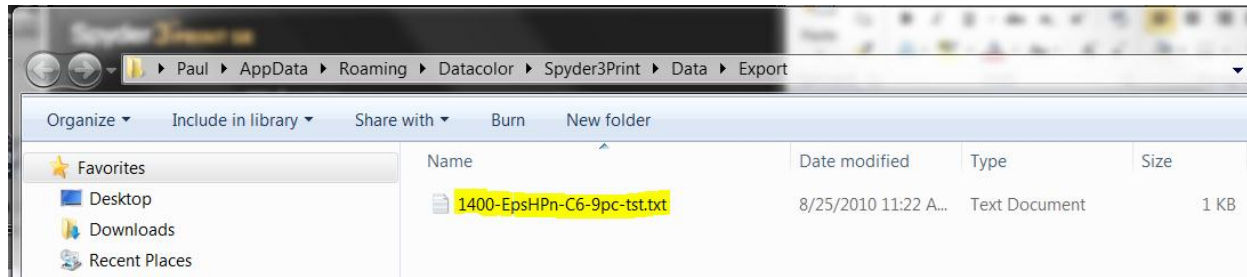 Spyder3PRINT SR
Paul AppData Roaming Datacolor Spyder3Print Data Export
Organize Include in library Share with Burn New folder
Favorites
Desktop
Downloads
Recent Places
Name Date modified Type Size
1400-EpsHPn-C6-9pc-tst.txt 8/25/2010 11:22 A... Text Document 1 KB